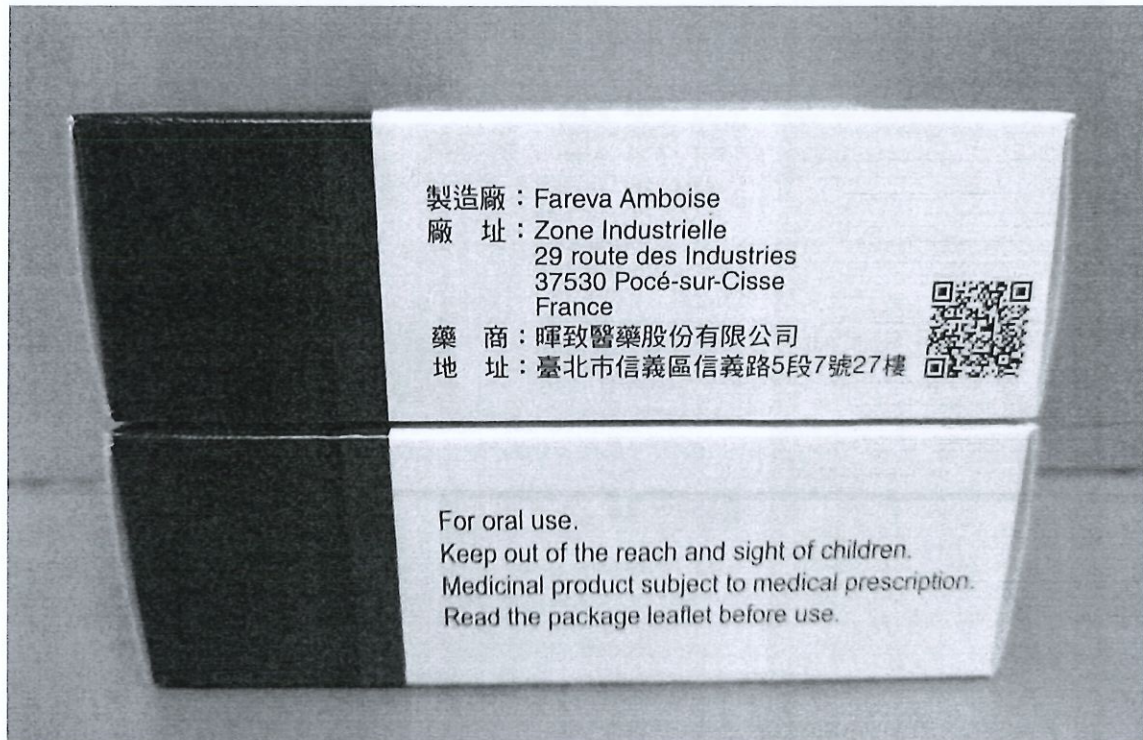 製造廠：Fareva Amboise
廠　址：Zone Industrielle
29 route des Industries
37530 Pocé-sur-Cisse
France
藥　商：暉致醫藥股份有限公司
地　址：臺北市信義區信義路5段7號27樓
For oral use.
Keep out of the reach and sight of children.
Medicinal product subject to medical prescription.
Read the package leaflet before use.